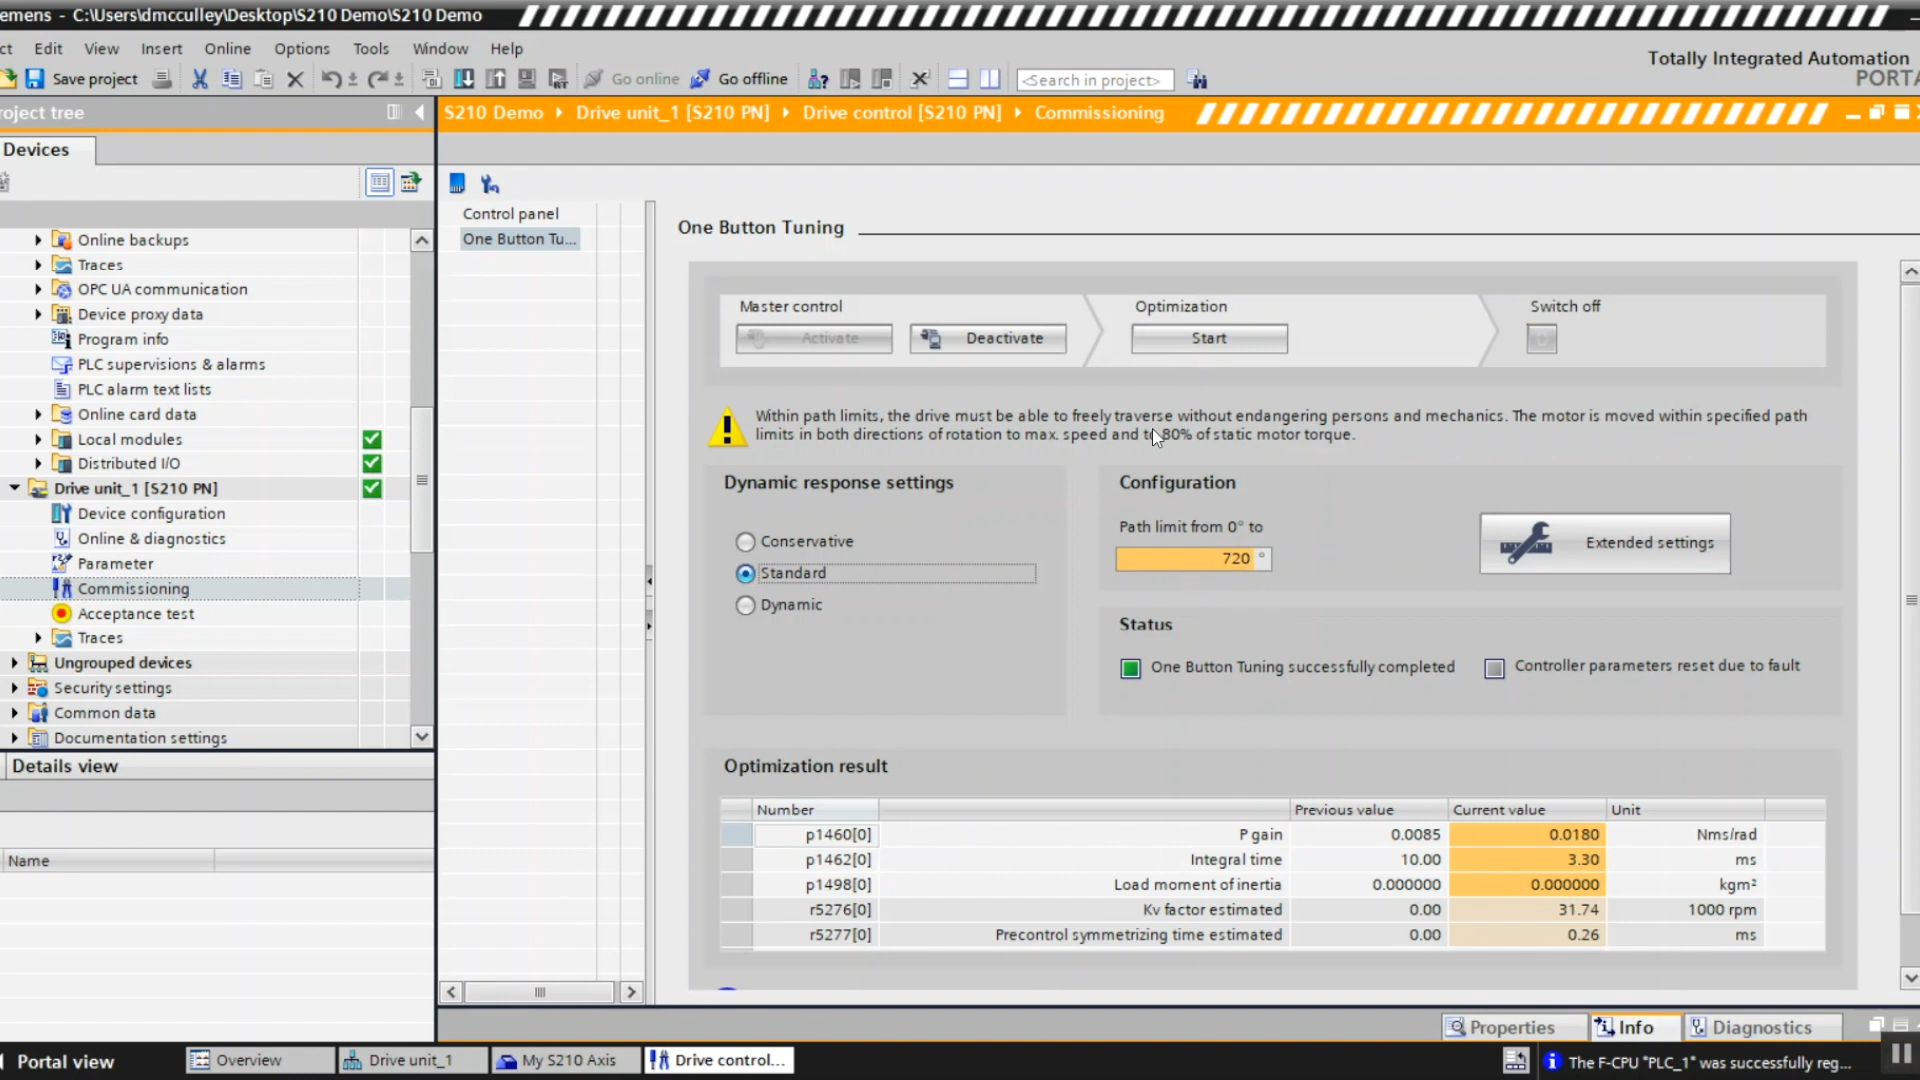 emens - C:\Users\dmcculley\Desktop\S210 Demo\S210 Demo
ct Edit View Insert Online Options Tools Window Help
Totally Integrated Automation
PORTA
Save project Go online Go offline <Search in project>
roject tree
S210 Demo Drive unit_1 [S210 PN] Drive control [S210 PN] Commissioning
Devices
Online backups
Traces
OPC UA communication
Device proxy data
Program info
PLC supervisions & alarms
PLC alarm text lists
Online card data
Local modules
Distributed I/O
Drive unit_1 [S210 PN]
Device configuration
Online & diagnostics
Parameter
Commissioning
Acceptance test
Traces
Ungrouped devices
Security settings
Common data
Documentation settings
Details view
Name
Control panel
One Button Tu...
One Button Tuning
Master control Optimization Switch off
Activate Deactivate Start
Within path limits, the drive must be able to freely traverse without endangering persons and mechanics. The motor is moved within specified path
limits in both directions of rotation to max. speed and to 80% of static motor torque.
Dynamic response settings
Conservative
Standard
Dynamic
Configuration
Path limit from 0° to
720 °
Extended settings
Status
One Button Tuning successfully completed Controller parameters reset due to fault
Optimization result
Number Previous value Current value Unit
p1460[0] P gain 0.0085 0.0180 Nms/rad
p1462[0] Integral time 10.00 3.30 ms
p1498[0] Load moment of inertia 0.000000 0.000000 kgm²
r5276[0] Kv factor estimated 0.00 31.74 1000 rpm
r5277[0] Precontrol symmetrizing time estimated 0.00 0.26 ms
Properties Info Diagnostics
Portal view Overview Drive unit_1 My S210 Axis Drive control... The F-CPU "PLC_1" was successfully reg...